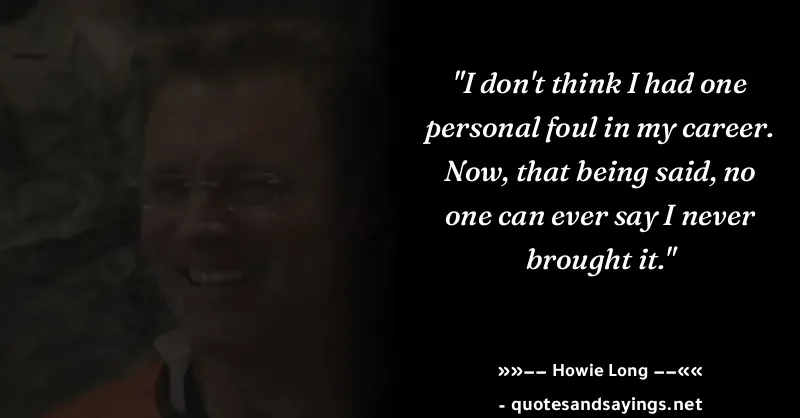 "I don't think I had one
personal foul in my career.
Now, that being said, no
one can ever say I never
brought it."
»»–– Howie Long ––««
- quotesandsayings.net